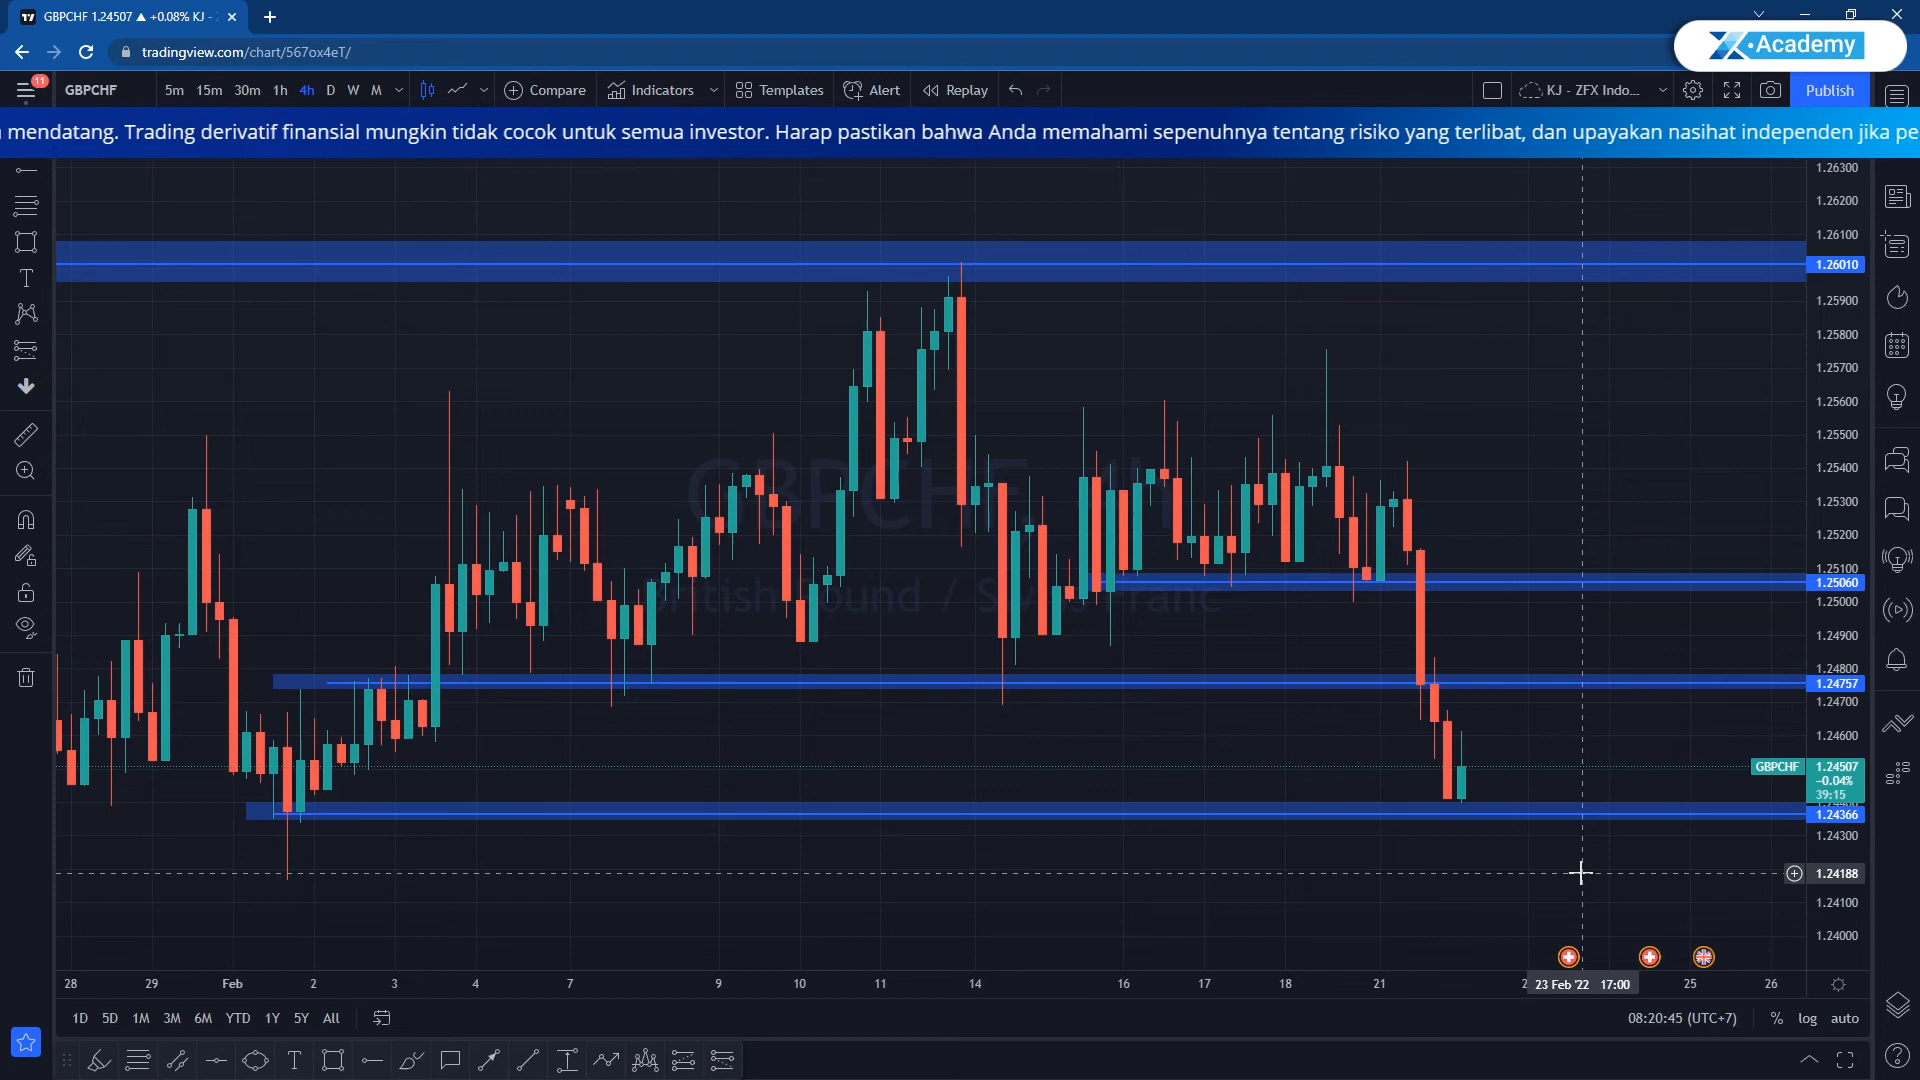 GBPCHF 1.24507 ▲ +0.08% KJ -
tradingview.com/chart/567ox4eT/
X•Academy
11
GBPCHF 5m 15m 30m 1h 4h D W M Compare Indicators Templates Alert Replay KJ - ZFX Indo... Publish
mendatang. Trading derivatif finansial mungkin tidak cocok untuk semua investor. Harap pastikan bahwa Anda memahami sepenuhnya tentang risiko yang terlibat, dan upayakan nasihat independen jika pe
1.26300
1.26200
1.26100
1.26010
1.25900
1.25800
1.25700
1.25600
1.25500
1.25400
1.25300
1.25200
1.25100
1.25060
1.25000
1.24900
1.24800
1.24757
1.24700
1.24600
GBPCHF 1.24507
-0.04%
39:15
1.24366
1.24300
1.24188
1.24100
1.24000
GBPCHF, 4h
British Pound / Swiss Franc
28 29 Feb 2 3 4 7 9 10 11 14 16 17 18 21 23 Feb '22 17:00 25 26
1D 5D 1M 3M 6M YTD 1Y 5Y All 08:20:45 (UTC+7) % log auto